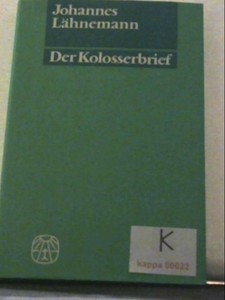 Johannes
Lähnemann
Der Kolosserbrief
K
kappa 00022